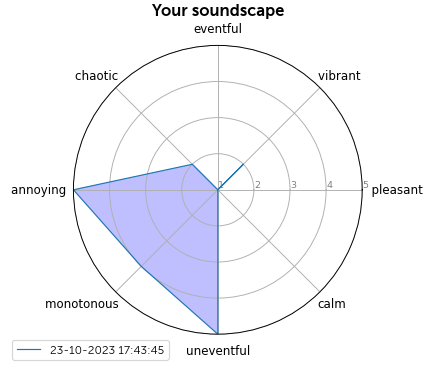 Your soundscape
eventful
chaotic
vibrant
annoying
1 2 3 4 5
pleasant
monotonous
calm
uneventful
23-10-2023 17:43:45